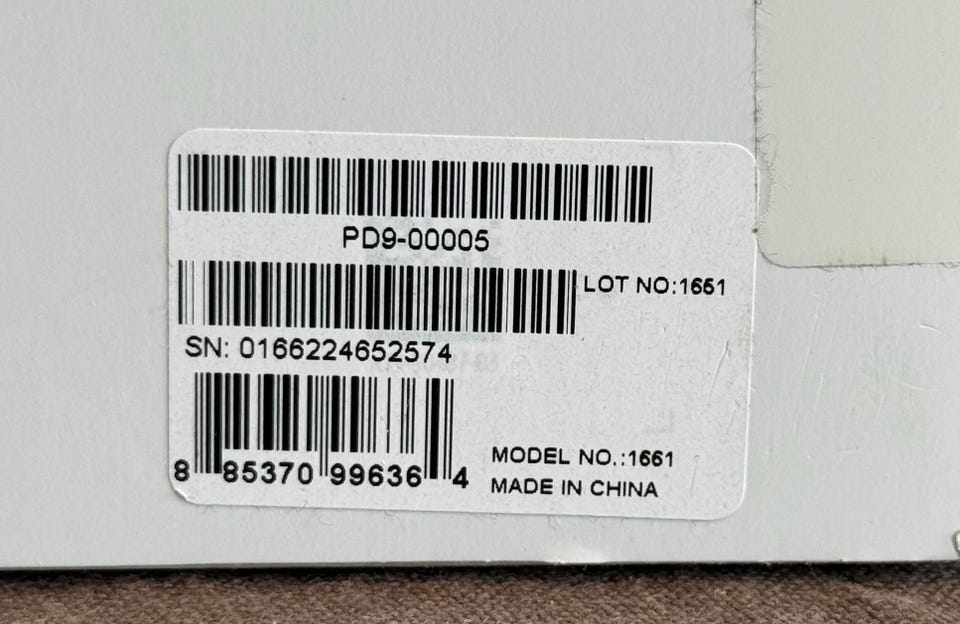 PD9-00005
LOT NO:1661
SN: 0166224652574
8 85370 99636 4
MODEL NO.:1661
MADE IN CHINA